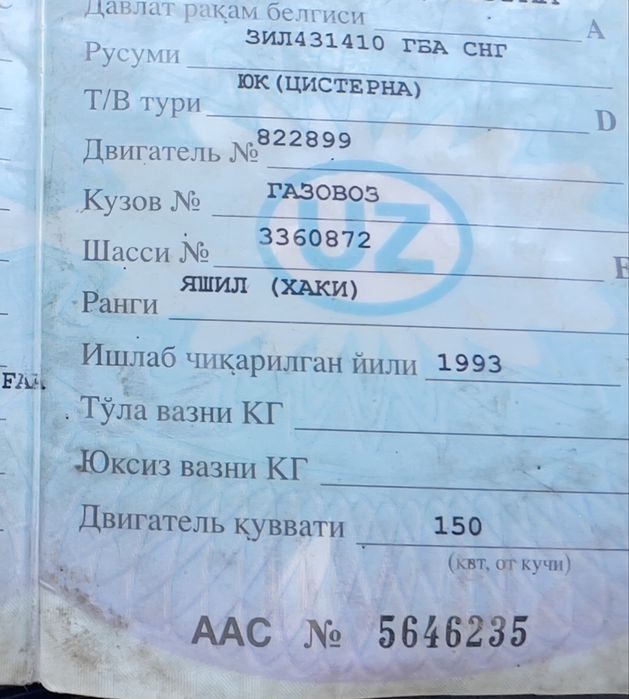 Давлат рақам белгиси
A
Русуми ЗИЛ431410 ГБА СНГ
Т/В тури ЮК(ЦИСТЕРНА)
D
Двигатель № 822899
Кузов № ГАЗОВОЗ
UZ
Шасси № 3360872
Ранги ЯШИЛ (ХАКИ)
Ишлаб чиқарилган йили 1993
Тўла вазни КГ
Юксиз вазни КГ
Двигатель қуввати 150
(квт, от кучи)
ААС № 5646235